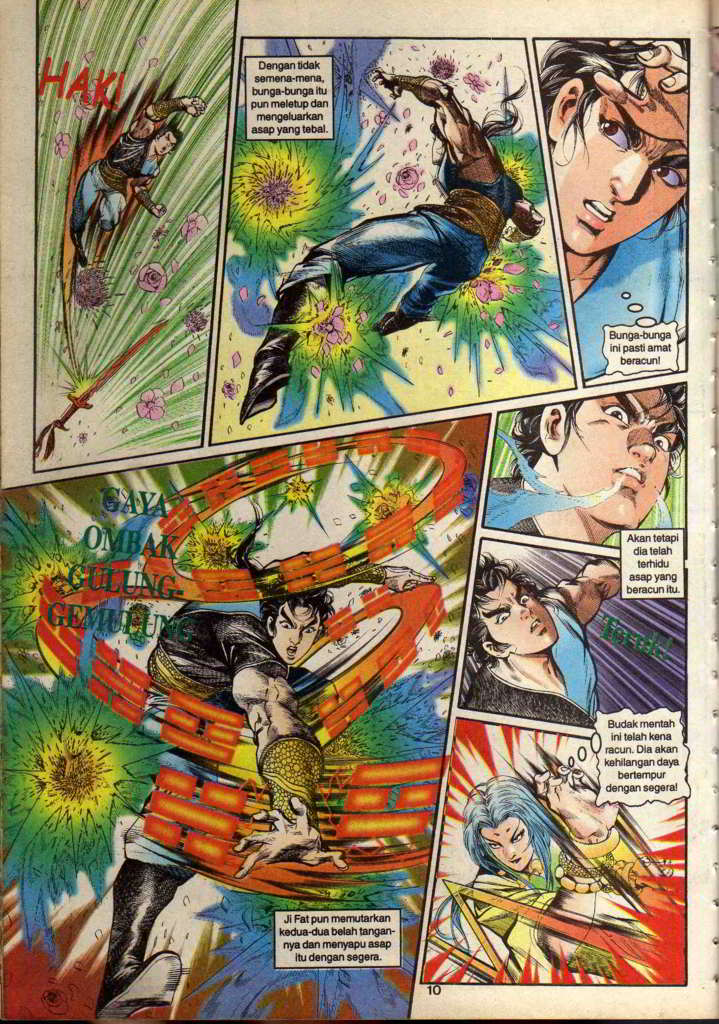 HAK!
Dengan tidak
semena-mena,
bunga-bunga itu
pun meletup dan
mengeluarkan
asap yang tebal.
Bunga-bunga
ini pasti amat
beracun!
Akan tetapi
dia telah
terhidu
asap yang
beracun itu.
GAYA
OMBAK
GULUNG-
GEMULUNG
Teruk!
Budak mentah
ini telah kena
racun. Dia akan
kehilangan daya
bertempur
dengan segera!
Ji Fat pun memutarkan
kedua-dua belah tangan-
nya dan menyapu asap
itu dengan segera.
10